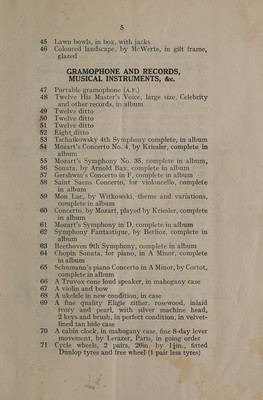 5
45 Lawn bowls, in box, with jacks
46 Coloured landscape, by McWerte, in gilt frame,
glazed
GRAMOPHONE AND RECORDS,
MUSICAL INSTRUMENTS, &c.
47 Portable gramophone (A.F.)
48 Twelve His Master's Voice, large size, Celebrity
and other records, in album
49 Twelve ditto
50 Twelve ditto
51 Twelve ditto
52 Eight ditto
53 Tschaikowsky 4th Symphony complete, in album
54 Mozart's Concerto No. 4, by Kriesler, complete in
album
55 Mozart's Symphony No. 35, complete in album,
56 Sonata, by Arnold Bax, complete in album
57 Gershwin's Concerto in F, complete in album
58 Saint Saens Concerto, for violoncello, complete
in album
59 Mon Lac, by Witkowski, theme and variations,
complete in album
60 Concerto, by Mozart, played by Kriesler, complete
in album
61 Mozart's Symphony in D, complete in album
62 Symphony Fantastique, by Berlioz, complete in
album
63 Beethoven 9th Symphony, complete in album
64 Chopin Sonata, for piano, in A Minor, complete
in album
65 Schumann's piano Concerto in A Minor, by Cortot,
complete in album
66 A Truvox cone loud speaker, in mahogany case
67 A violin and bow
68 A ukelele in new condition, in case
69 A fine quality Eligie zither, rosewood, inlaid
ivory and pearl, with silver machine head,
2 keys and brush, in perfect condition, in velvet-
lined tan hide case
70 A cabin clock, in mahogany case, fine 8-day lever
movement, by Lerazer, Paris, in going order
71 Cycle wheels, 2 pairs, 26in. by 1½in., fitted
Dunlop tyres and free wheel (1 pair less tyres)